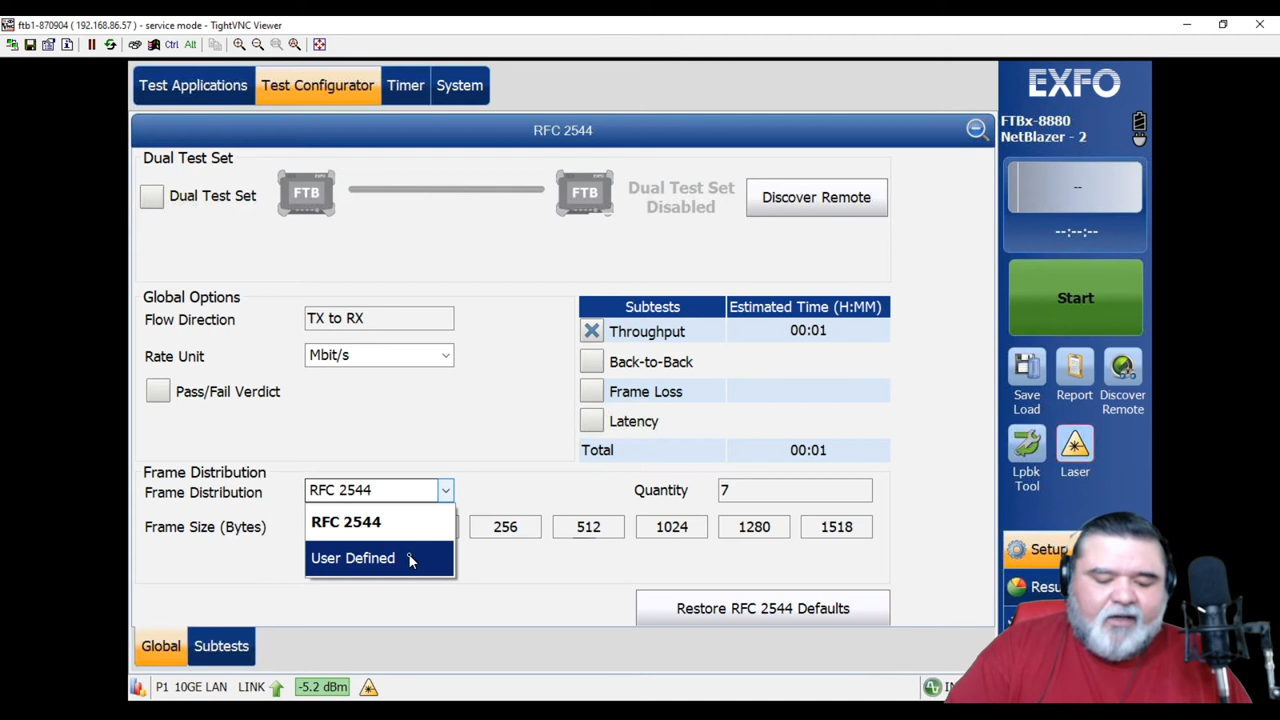 ftb1-870904 ( 192.168.86.57 ) - service mode - TightVNC Viewer
Ctrl Alt
Test Applications Test Configurator Timer System
EXFO
RFC 2544
FTBx-8880
NetBlazer - 2
Dual Test Set
Dual Test Set
FTB
FTB
Dual Test Set
Disabled
Discover Remote
--
--:--:--
Global Options
Flow Direction TX to RX
Rate Unit Mbit/s
Pass/Fail Verdict
Subtests Estimated Time (H:MM)
Throughput 00:01
Back-to-Back
Frame Loss
Latency
Total 00:01
Start
Save
Load
Report
Discover
Remote
Lpbk
Tool
Laser
Frame Distribution
Frame Distribution RFC 2544 Quantity 7
RFC 2544
User Defined
Frame Size (Bytes) 256 512 1024 1280 1518
Restore RFC 2544 Defaults
Setup
Global Subtests
P1 10GE LAN LINK -5.2 dBm